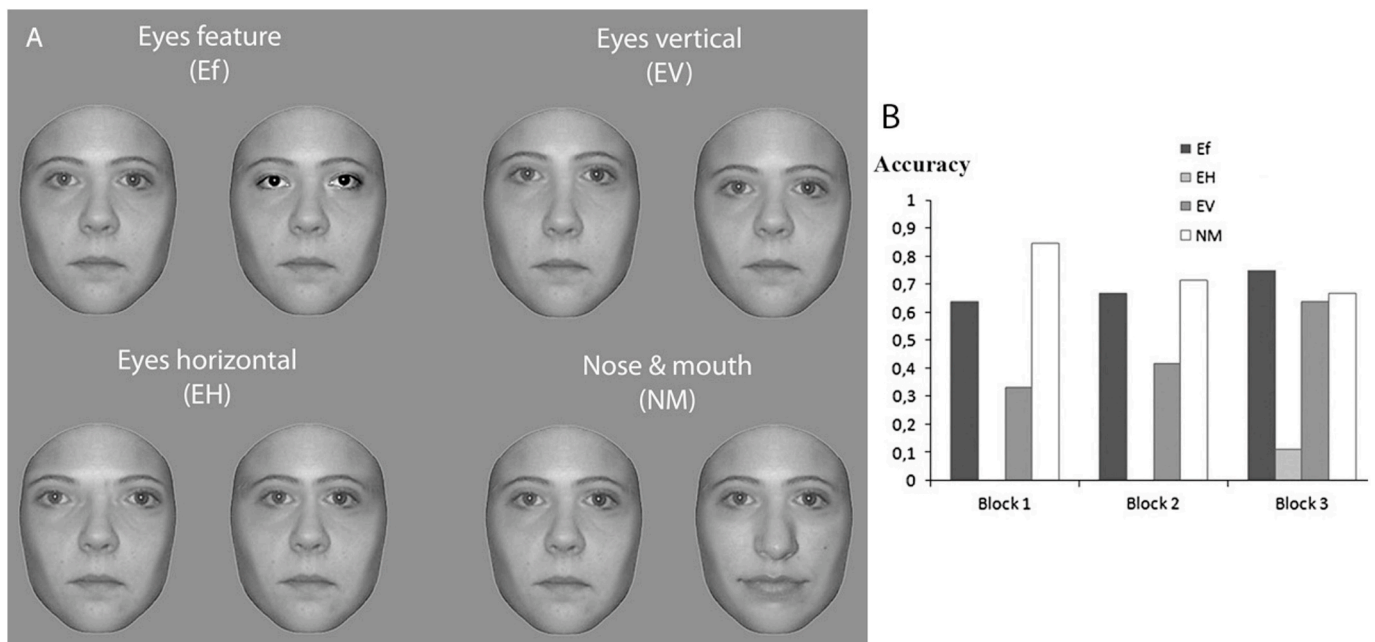 A
Eyes feature
(Ef)
Eyes vertical
(EV)
Eyes horizontal
(EH)
Nose & mouth
(NM)
B
Accuracy
Ef
EH
EV
NM
1
0,9
0,8
0,7
0,6
0,5
0,4
0,3
0,2
0,1
0
Block 1
Block 2
Block 3